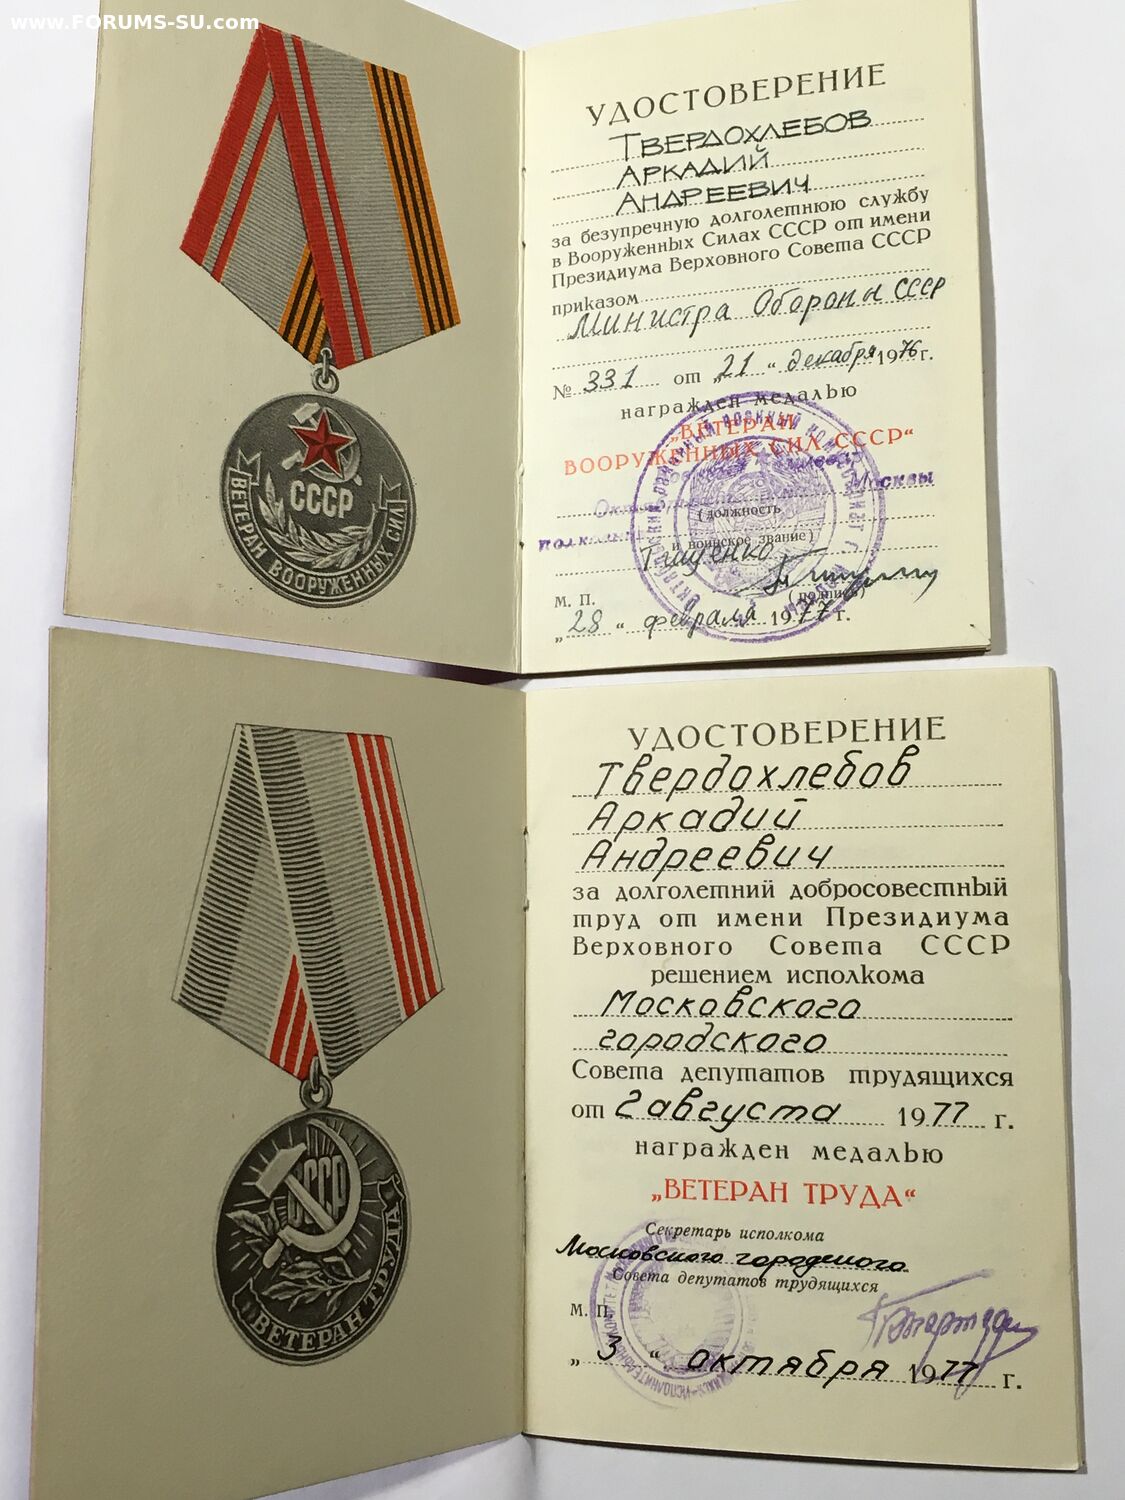 www.FORUMS-SU.com
СССР
ВЕТЕРАН ВООРУЖЕННЫХ СИЛ
УДОСТОВЕРЕНИЕ
ТВЕРДОХЛЕБОВ
АРКАДИЙ
АНДРЕЕВИЧ
за безупречную долголетнюю службу
в Вооруженных Силах СССР от имени
Президиума Верховного Совета СССР
приказом
Министра Обороны СССР
№ 331 от „21“ декабря 1976 г.
награжден медалью
„ВЕТЕРАН
ВООРУЖЕННЫХ СИЛ СССР“
Москвы
(должность
и воинское звание)
Тищенко
(подпись)
М. П.
„28“ февраля 1977 г.
СССР
ВЕТЕРАН ТРУДА
УДОСТОВЕРЕНИЕ
Твердохлебов
Аркадий
Андреевич
за долголетний добросовестный
труд от имени Президиума
Верховного Совета СССР
решением исполкома
Московского
городского
Совета депутатов трудящихся
от 2 августа 1977 г.
награжден медалью
„ВЕТЕРАН ТРУДА“
Секретарь исполкома
Московского городского
Совета депутатов трудящихся
М. П.
„3“ октября 1977 г.